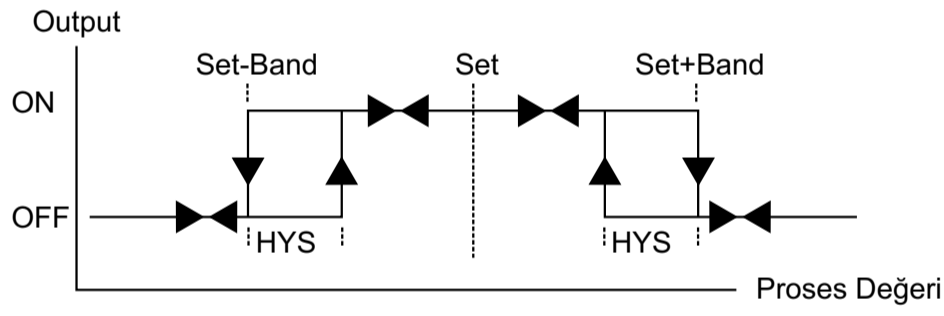 Output
Set-Band Set Set+Band
ON
OFF
HYS HYS
Proses Değeri